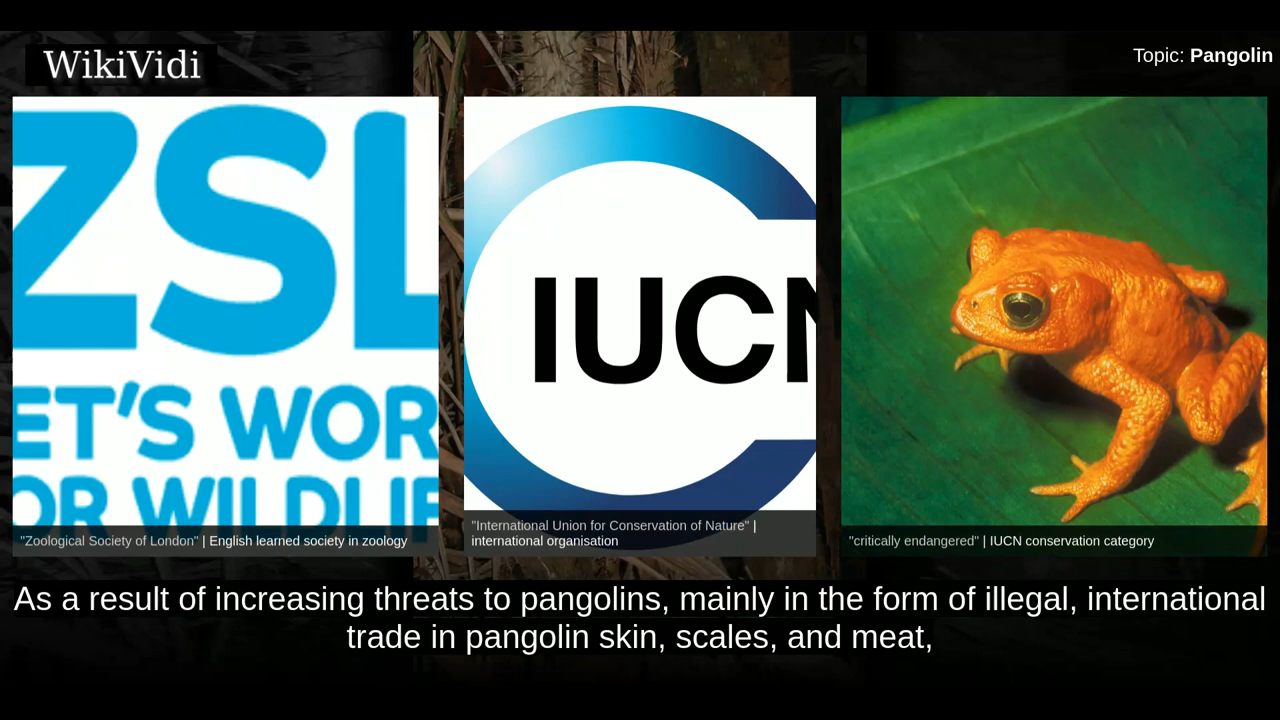 WikiVidi
Topic: Pangolin
ZSL
ET'S WOR
OR WILDLIF
"Zoological Society of London" | English learned society in zoology
IUCN
"International Union for Conservation of Nature" |
international organisation
"critically endangered" | IUCN conservation category
As a result of increasing threats to pangolins, mainly in the form of illegal, international
trade in pangolin skin, scales, and meat,